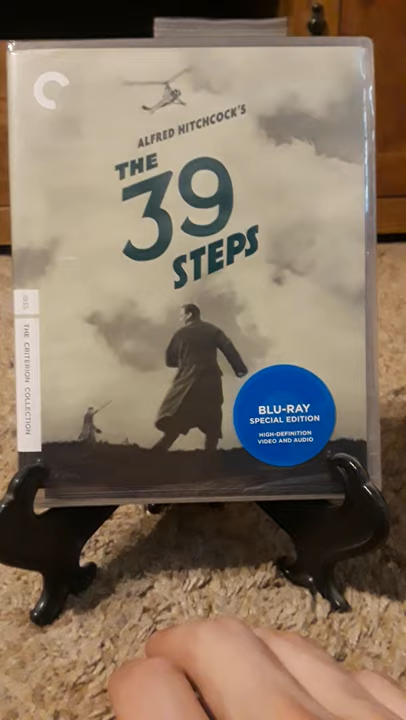 ALFRED HITCHCOCK'S
THE
39
STEPS
THE CRITERION COLLECTION
BLU-RAY
SPECIAL EDITION
HIGH-DEFINITION
VIDEO AND AUDIO